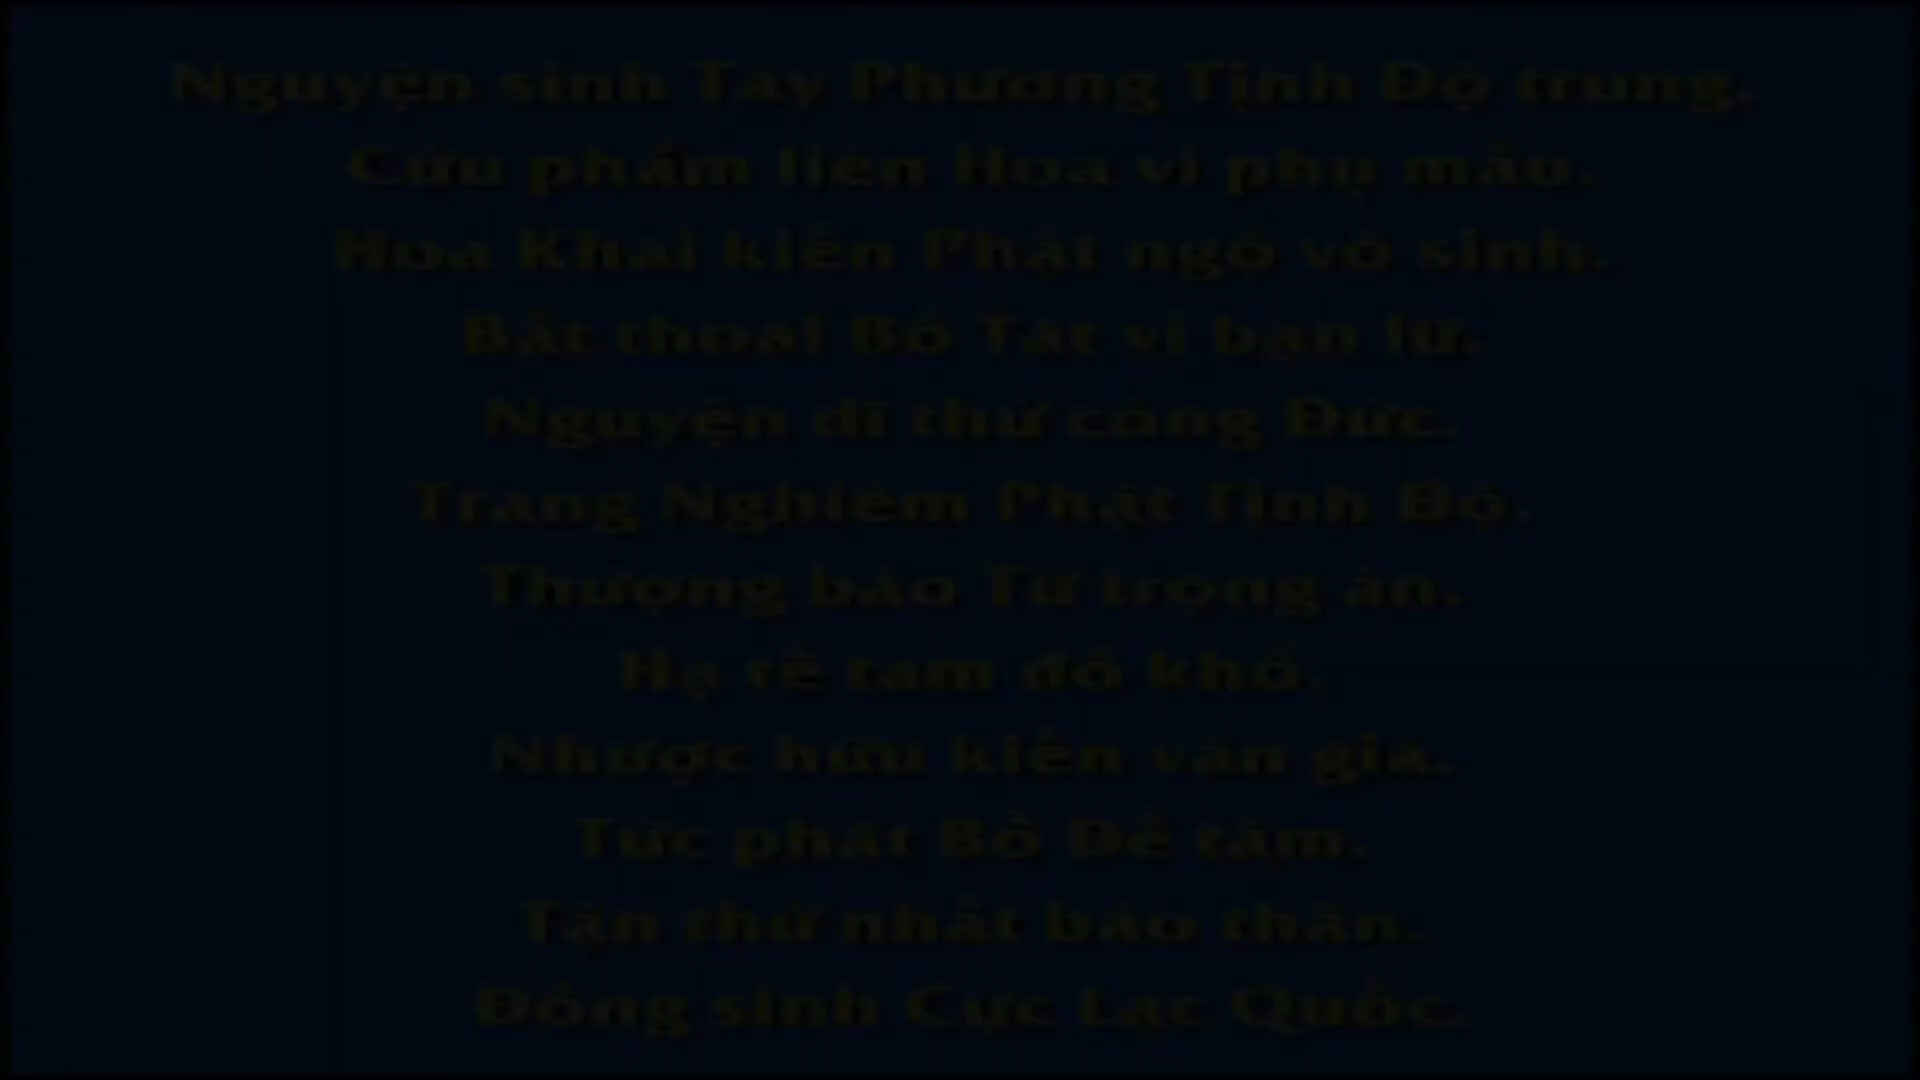 Nguyện sinh Tây Phương Tịnh Độ trung.
Cửu phẩm liên Hoa vi phụ mẫu.
Hoa Khai kiến Phật ngộ vô sinh.
Bất thoái Bồ Tát vi bạn lữ.
Nguyện dĩ thử công Đức.
Trang Nghiêm Phật Tịnh Độ.
Thượng báo Tứ trọng ân.
Hạ tế tam đồ khổ.
Nhược hữu kiến văn giả.
Tức phát Bồ Đề tâm.
Tận thử nhất báo thân.
Đồng sinh Cực Lạc Quốc.